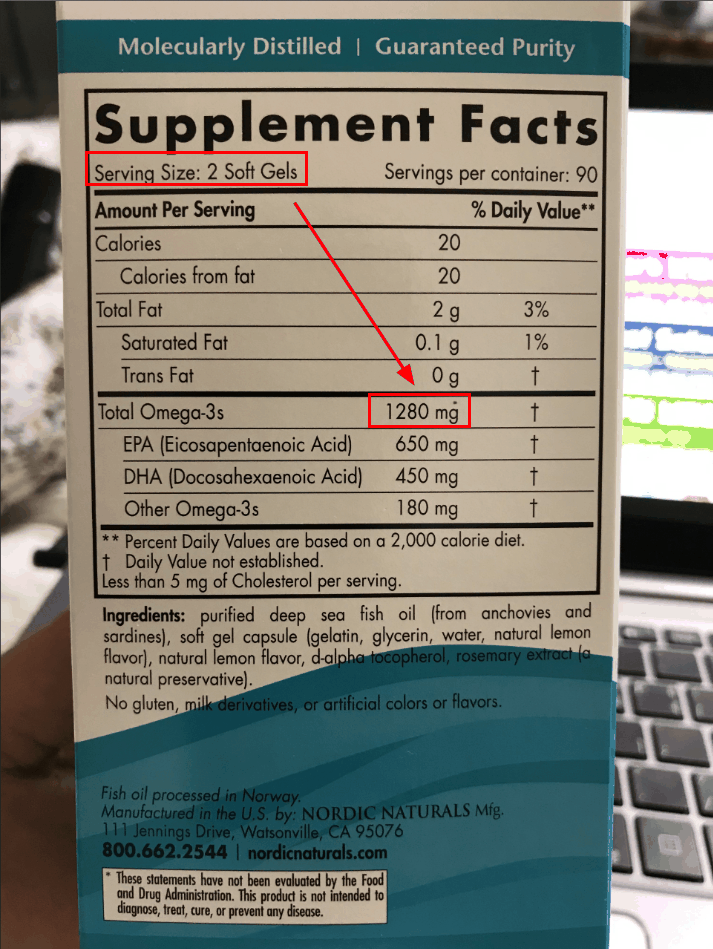 Molecularly Distilled | Guaranteed Purity
Supplement Facts
Serving Size: 2 Soft Gels Servings per container: 90
Amount Per Serving % Daily Value**
Calories 20
Calories from fat 20
Total Fat 2 g 3%
Saturated Fat 0.1 g 1%
Trans Fat 0 g †
Total Omega-3s 1280 mg* †
EPA (Eicosapentaenoic Acid) 650 mg †
DHA (Docosahexaenoic Acid) 450 mg †
Other Omega-3s 180 mg †
** Percent Daily Values are based on a 2,000 calorie diet.
† Daily Value not established.
Less than 5 mg of Cholesterol per serving.
Ingredients: purified deep sea fish oil (from anchovies and
sardines), soft gel capsule (gelatin, glycerin, water, natural lemon
flavor), natural lemon flavor, d-alpha tocopherol, rosemary extract (a
natural preservative).
No gluten, milk derivatives, or artificial colors or flavors.
Fish oil processed in Norway.
Manufactured in the U.S. by: NORDIC NATURALS Mfg.
111 Jennings Drive, Watsonville, CA 95076
800.662.2544 | nordicnaturals.com
* These statements have not been evaluated by the Food
and Drug Administration. This product is not intended to
diagnose, treat, cure, or prevent any disease.